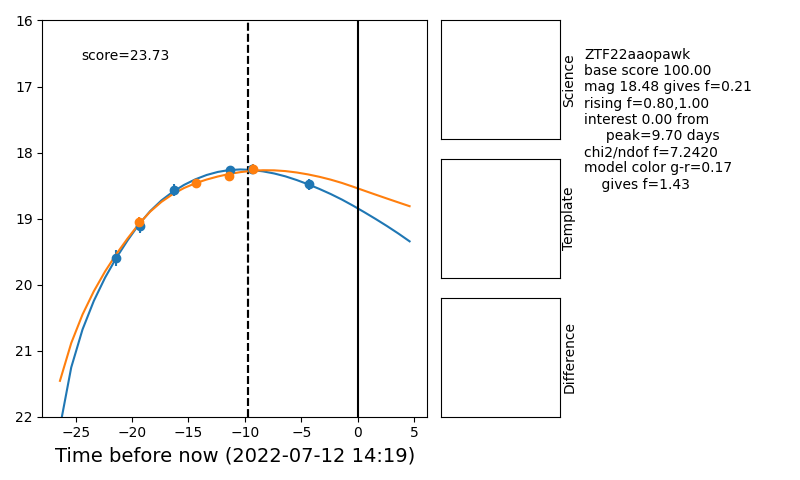 score=23.73
16
17
18
19
20
21
22
−25
−20
−15
−10
−5
0
5
Time before now (2022-07-12 14:19)
Science
Template
Difference
ZTF22aaopawk
base score 100.00
mag 18.48 gives f=0.21
rising f=0.80,1.00
interest 0.00 from
peak=9.70 days
chi2/ndof f=7.2420
model color g-r=0.17
gives f=1.43